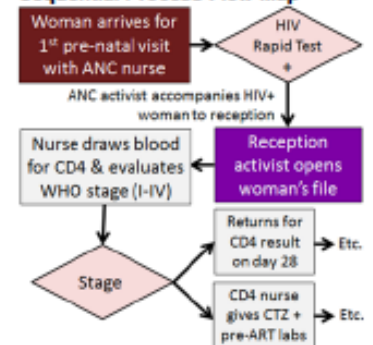 Woman arrives for
1st pre-natal visit
with ANC nurse
HIV
Rapid Test
+
ANC activist accompanies HIV+
woman to reception
Nurse draws blood
for CD4 & evaluates
WHO stage (I-IV)
Reception
activist opens
woman's file
Stage
Returns for
CD4 result
on day 28
Etc.
CD4 nurse
gives CTZ +
pre-ART labs
Etc.